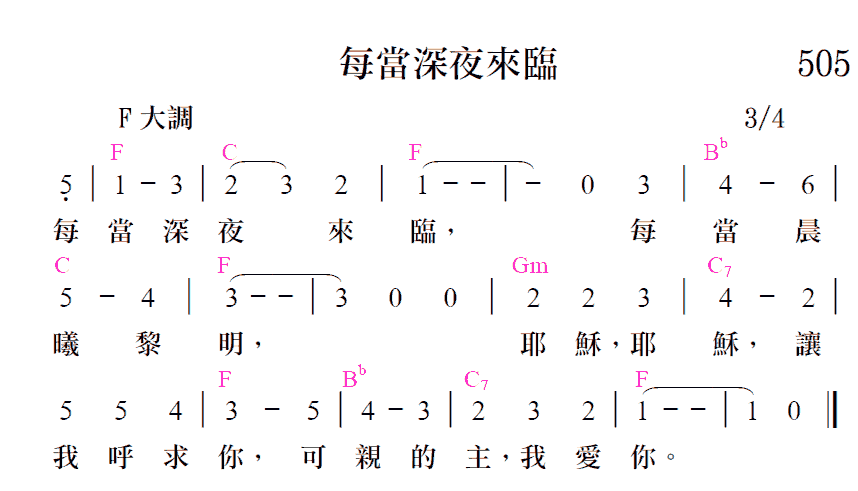 每當深夜來臨 505
F大調 3/4
F C F B♭
5̣ | 1 - 3 | 2 3 2 | 1 - - | - 0 3 | 4 - 6 |
每 當 深 夜 來 臨， 每 當 晨
C F Gm C7
5 - 4 | 3 - - | 3 0 0 | 2 2 3 | 4 - 2 |
曦 黎 明， 耶 穌，耶 穌， 讓
F B♭ C7 F
5 5 4 | 3 - 5 | 4 - 3 | 2 3 2 | 1 - - | 1 0 ‖
我 呼 求 你， 可 親 的 主，我 愛 你。